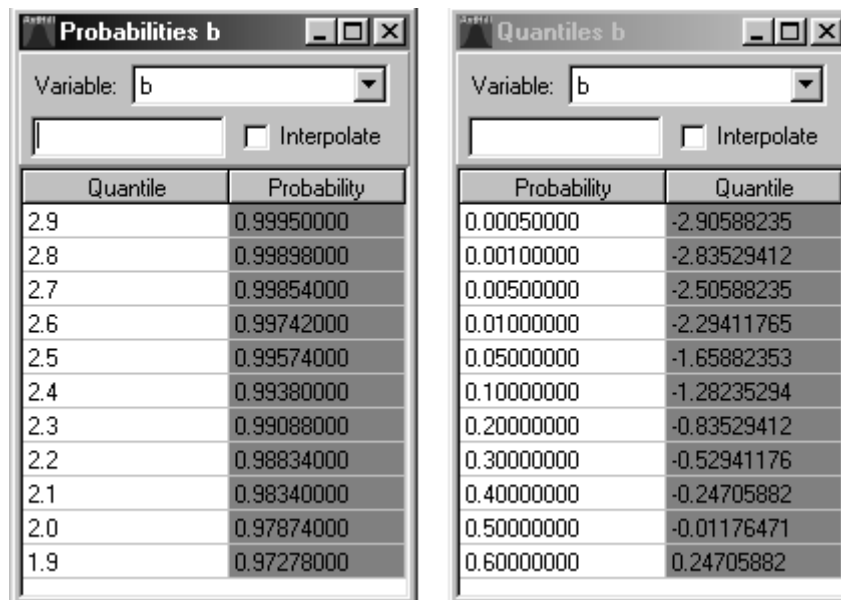 AntHill Probabilities b
Variable: b
Interpolate
Quantile Probability
2.9 0.99950000
2.8 0.99898000
2.7 0.99854000
2.6 0.99742000
2.5 0.99574000
2.4 0.99380000
2.3 0.99088000
2.2 0.98834000
2.1 0.98340000
2.0 0.97874000
1.9 0.97278000
AntHill Quantiles b
Variable: b
Interpolate
Probability Quantile
0.00050000 -2.90588235
0.00100000 -2.83529412
0.00500000 -2.50588235
0.01000000 -2.29411765
0.05000000 -1.65882353
0.10000000 -1.28235294
0.20000000 -0.83529412
0.30000000 -0.52941176
0.40000000 -0.24705882
0.50000000 -0.01176471
0.60000000 0.24705882